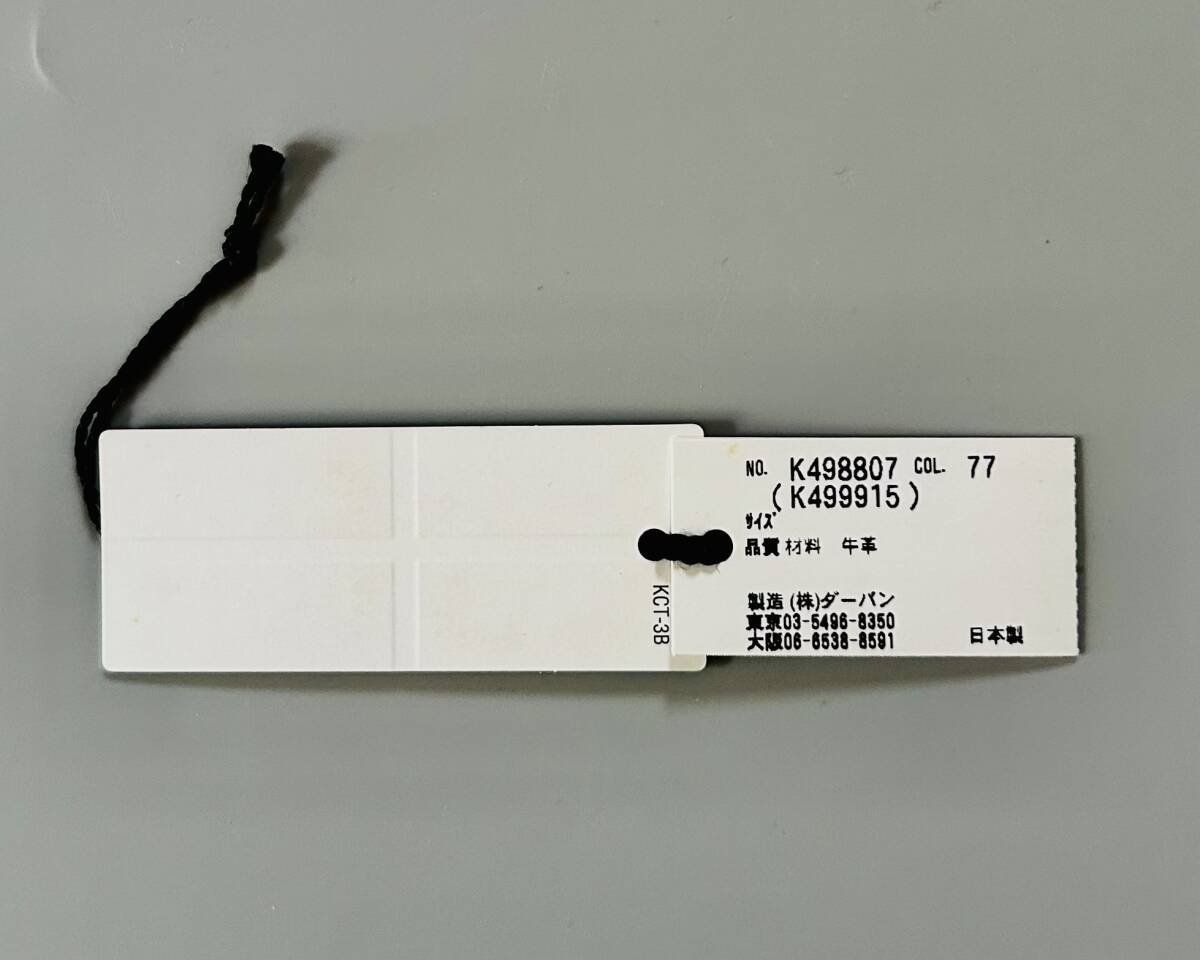 NO. K498807 COL. 77
(K499915)
サイズ
品質 材料 牛革
製造 (株)ダーバン
東京03-5496-8350
大阪06-6538-8591
日本製
KCT-3B